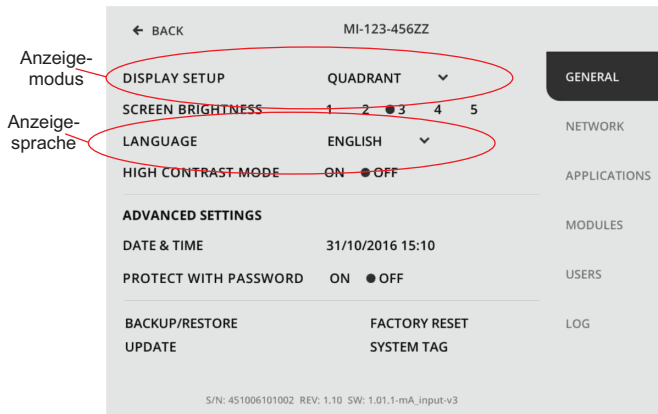 ← BACK
MI-123-456ZZ
Anzeige-
modus
DISPLAY SETUP QUADRANT
GENERAL
SCREEN BRIGHTNESS 1 2 3 4 5
Anzeige-
sprache
NETWORK
LANGUAGE ENGLISH
HIGH CONTRAST MODE ON OFF
APPLICATIONS
ADVANCED SETTINGS
MODULES
DATE & TIME 31/10/2016 15:10
PROTECT WITH PASSWORD ON OFF
USERS
BACKUP/RESTORE FACTORY RESET
LOG
UPDATE SYSTEM TAG
S/N: 451006101002 REV: 1.10 SW: 1.01.1-mA_input-v3